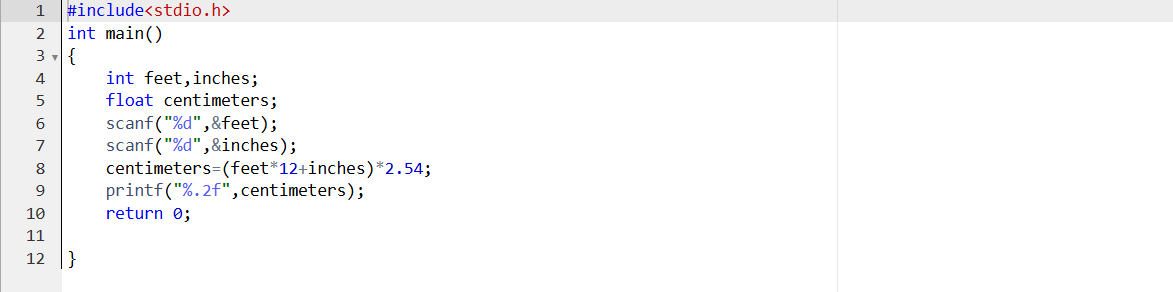 1 #include<stdio.h>
2 int main()
3 {
4     int feet,inches;
5     float centimeters;
6     scanf("%d",&feet);
7     scanf("%d",&inches);
8     centimeters=(feet*12+inches)*2.54;
9     printf("%.2f",centimeters);
10     return 0;
11
12 }